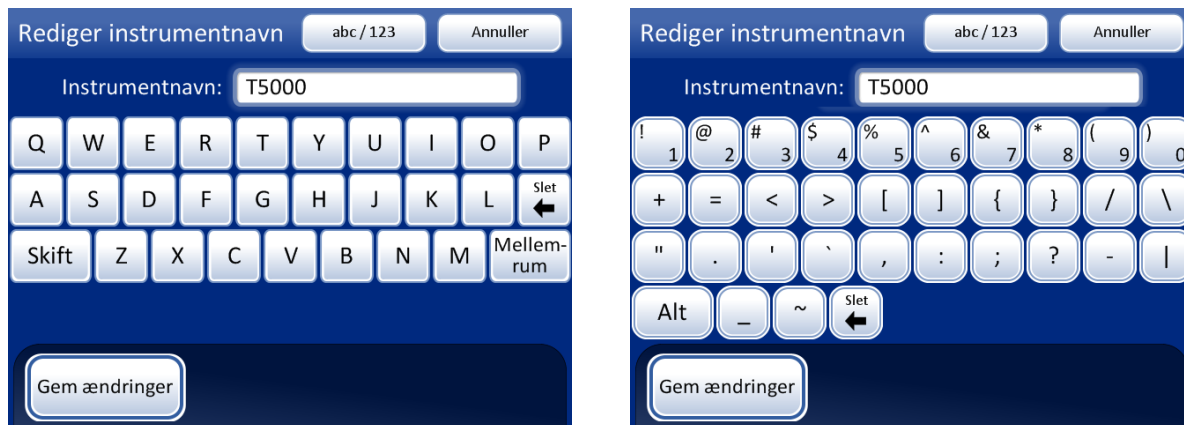 Rediger instrumentnavn abc / 123 Annuller
Instrumentnavn: T5000
Q W E R T Y U I O P
A S D F G H J K L Slet
Skift Z X C V B N M Mellem-
rum
Gem ændringer
Rediger instrumentnavn abc / 123 Annuller
Instrumentnavn: T5000
! 1 @ 2 # 3 $ 4 % 5 ^ 6 & 7 * 8 ( 9 ) 0
+ = < > [ ] { } / \
" . ' ` , : ; ? - |
Alt _ ~ Slet
Gem ændringer